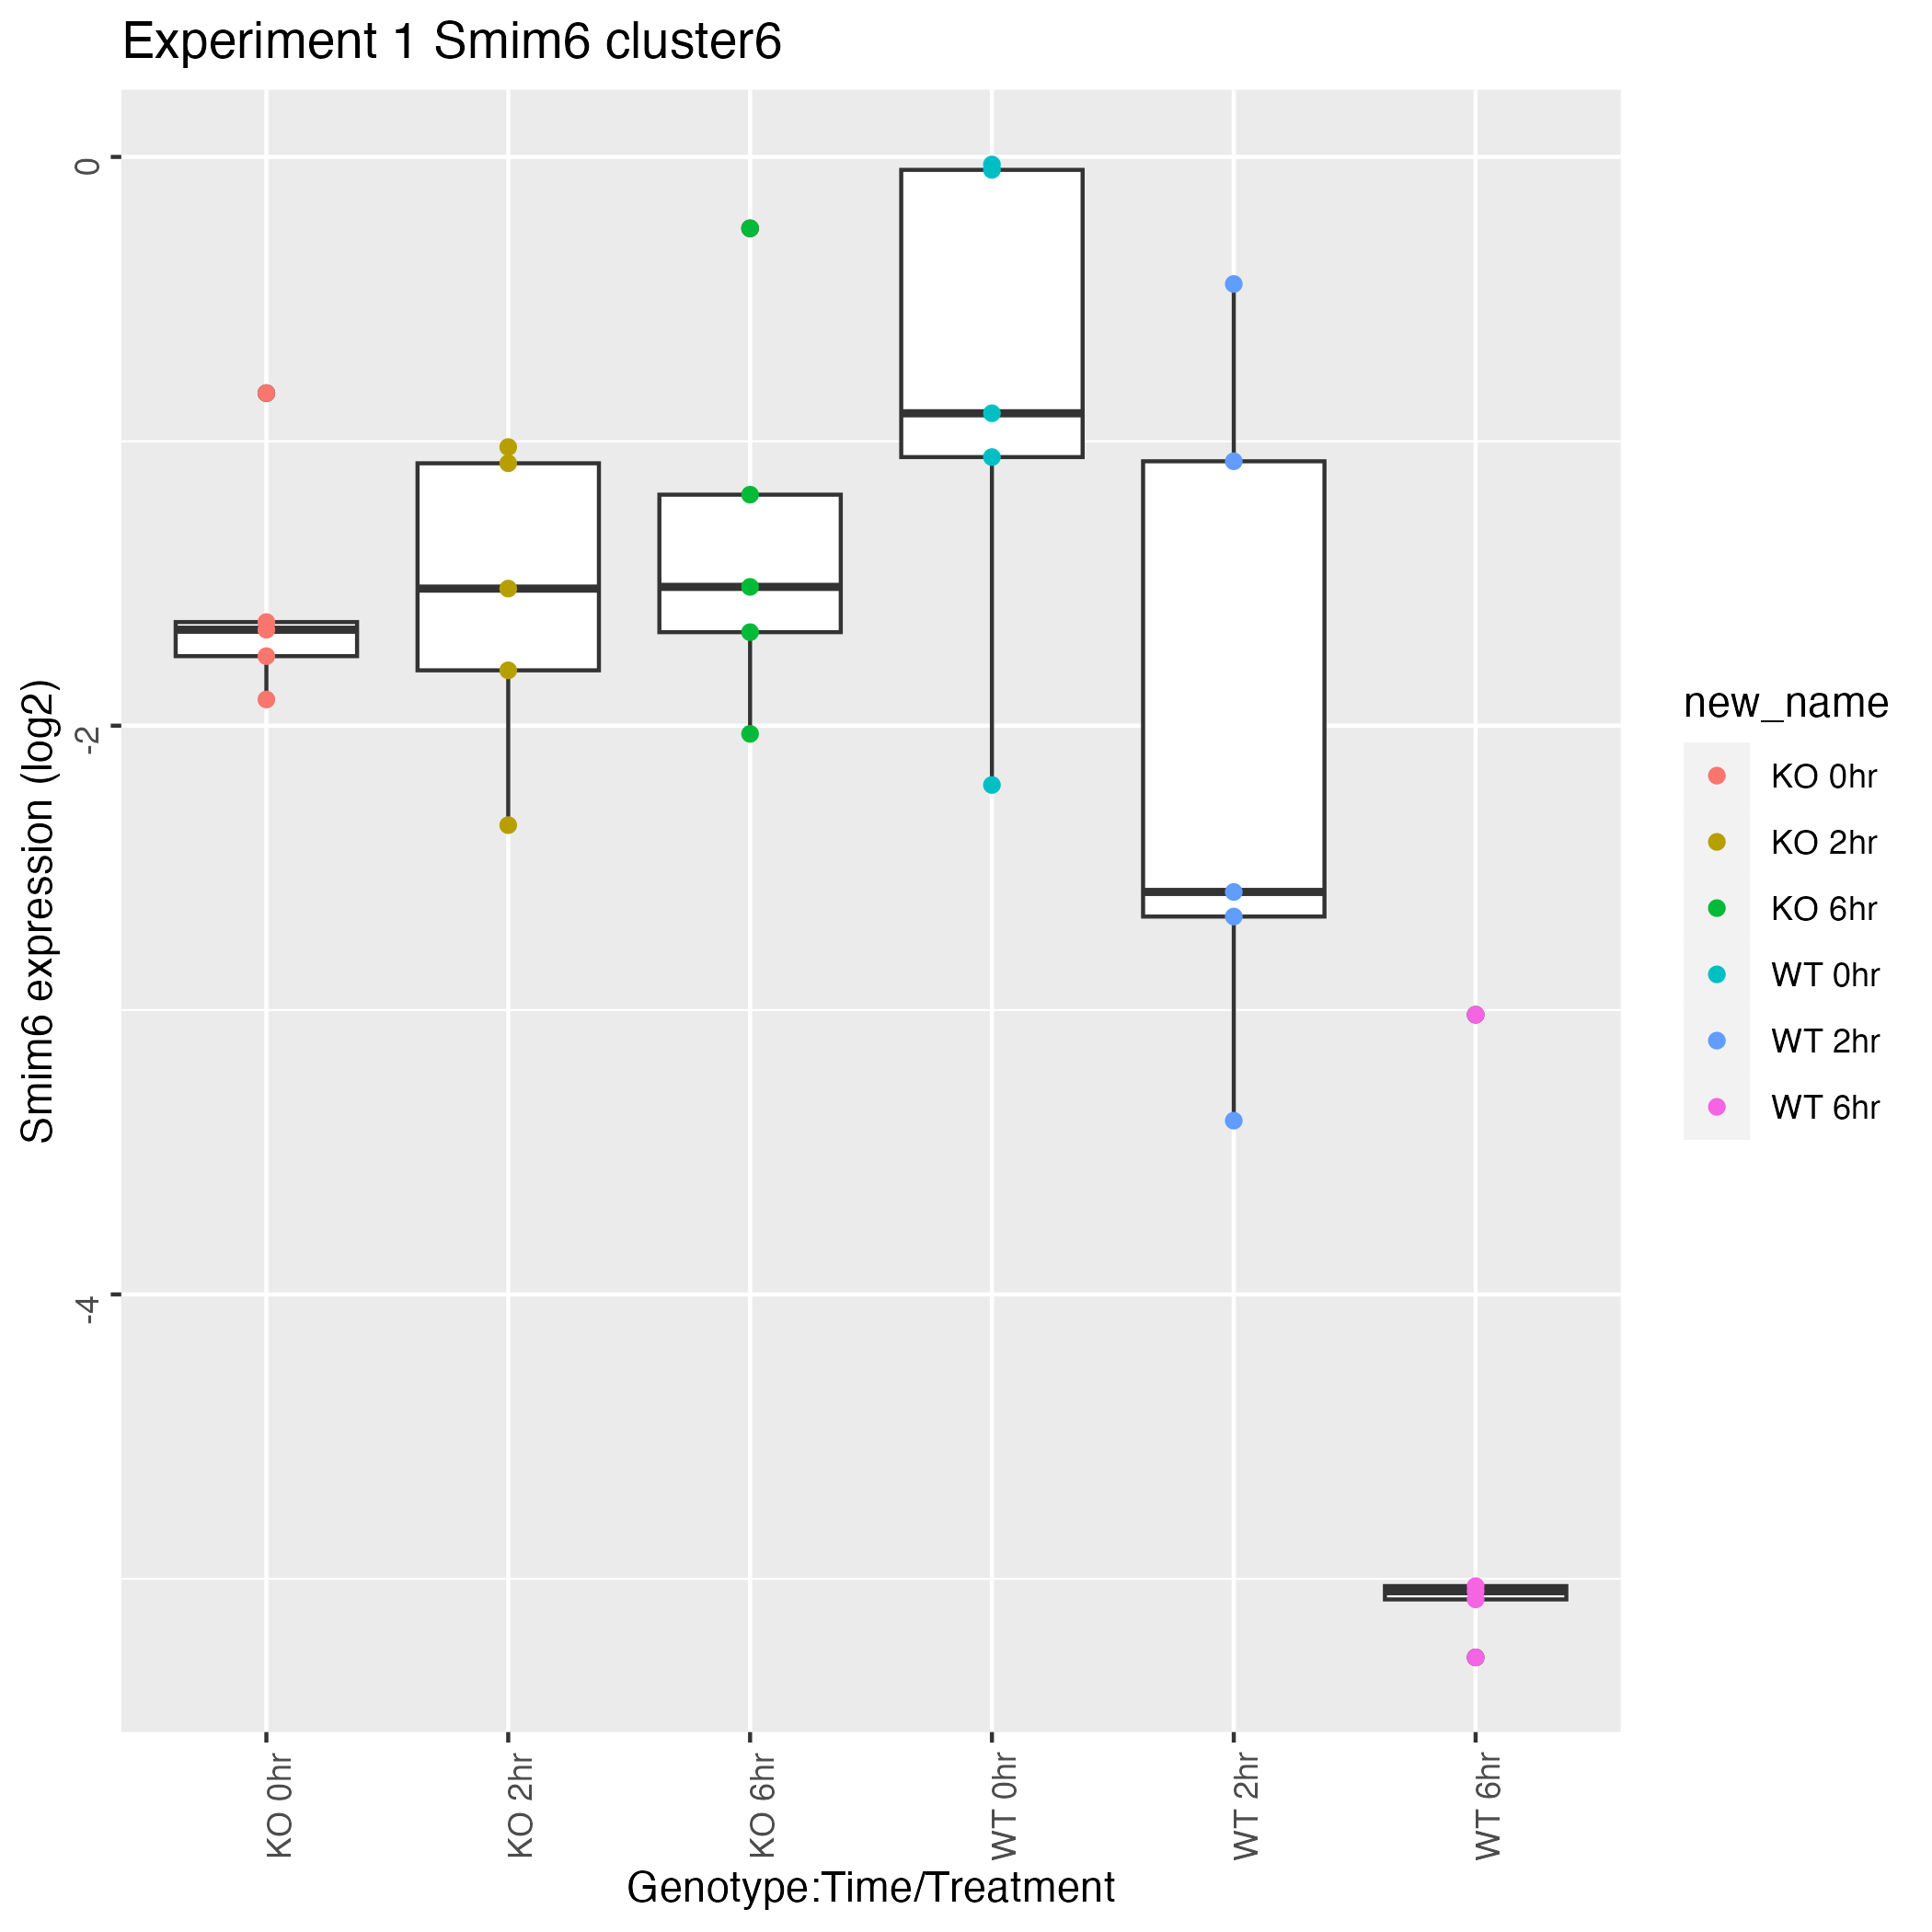 Experiment 1 Smim6 cluster6
Smim6 expression (log2)
0
-2
-4
KO 0hr
KO 2hr
KO 6hr
WT 0hr
WT 2hr
WT 6hr
Genotype:Time/Treatment
new_name
KO 0hr
KO 2hr
KO 6hr
WT 0hr
WT 2hr
WT 6hr